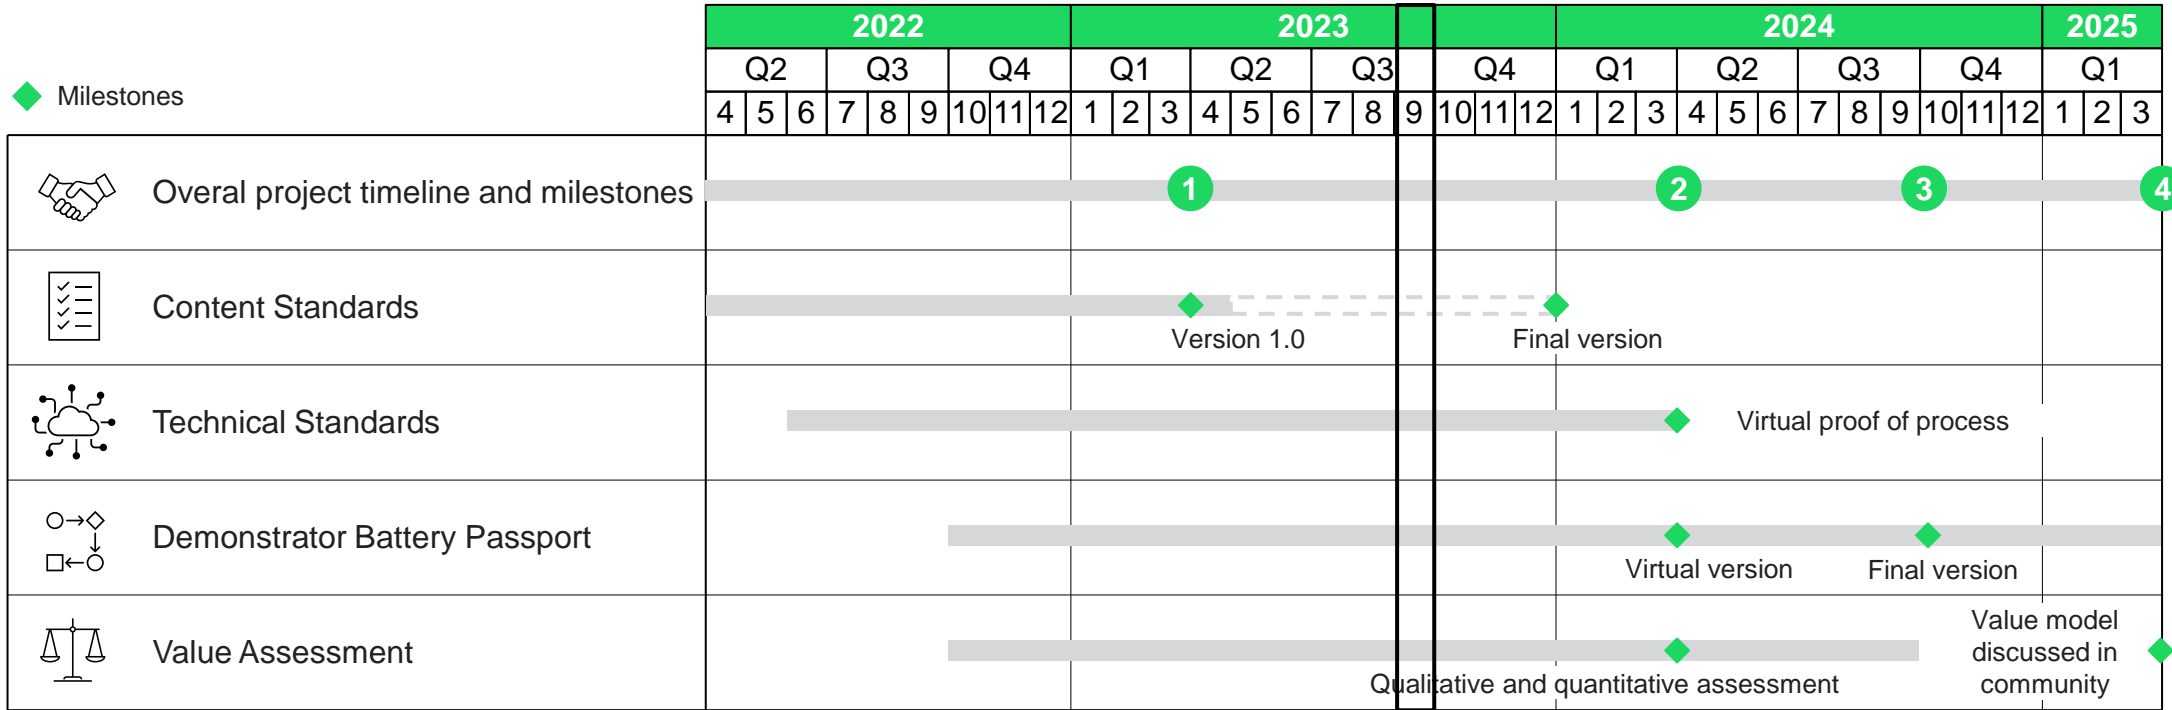 2022 2023 2024 2025
Q2 Q3 Q4 Q1 Q2 Q3 Q4 Q1 Q2 Q3 Q4 Q1
Milestones
4 5 6 7 8 9 10 11 12 1 2 3 4 5 6 7 8 9 10 11 12 1 2 3 4 5 6 7 8 9 10 11 12 1 2 3
Overal project timeline and milestones
1 2 3 4
Content Standards
Version 1.0
Final version
Technical Standards
Virtual proof of process
Demonstrator Battery Passport
Virtual version
Final version
Value Assessment
Qualitative and quantitative assessment
Value model
discussed in
community